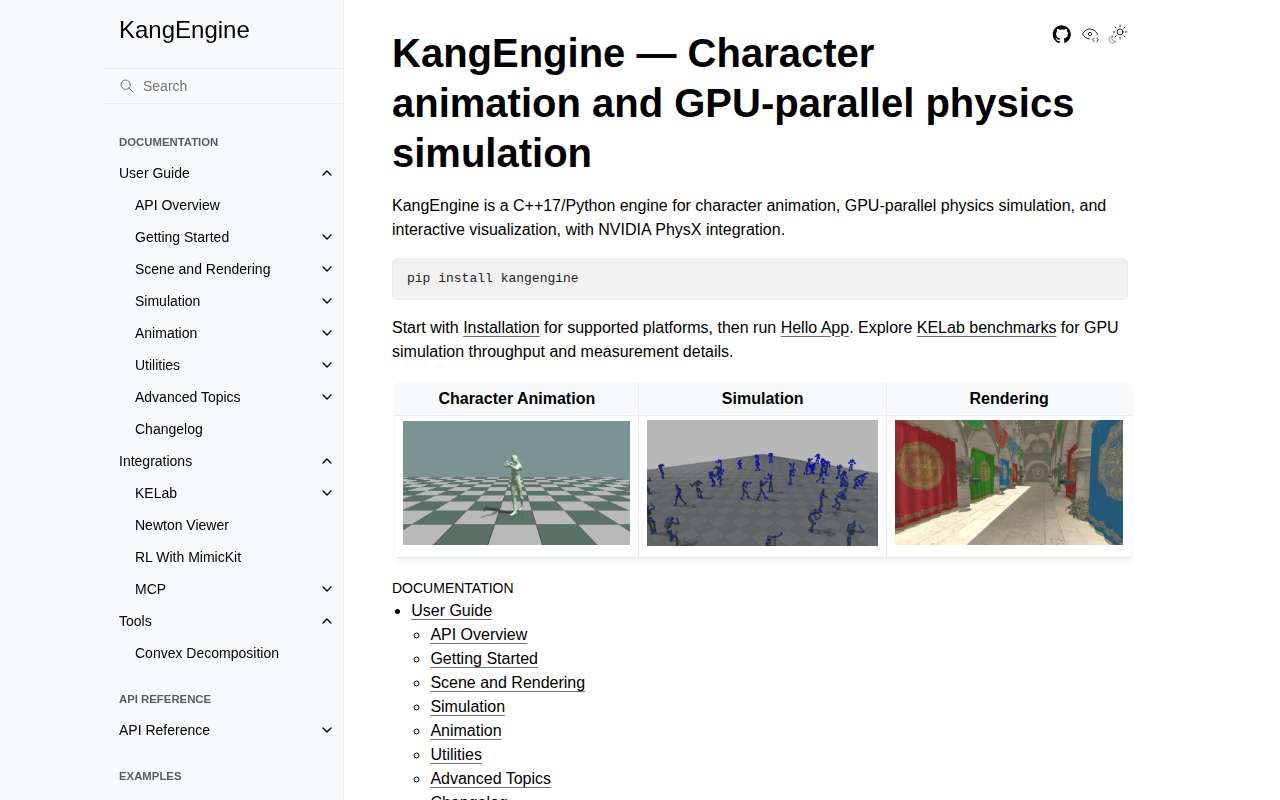 KangEngine
Search
DOCUMENTATION
User Guide
API Overview
Getting Started
Scene and Rendering
Simulation
Animation
Utilities
Advanced Topics
Changelog
Integrations
KELab
Newton Viewer
RL With MimicKit
MCP
Tools
Convex Decomposition
API REFERENCE
API Reference
EXAMPLES
KangEngine — Character
animation and GPU-parallel physics
simulation
KangEngine is a C++17/Python engine for character animation, GPU-parallel physics simulation, and
interactive visualization, with NVIDIA PhysX integration.
pip install kangengine
Start with Installation for supported platforms, then run Hello App. Explore KELab benchmarks for GPU
simulation throughput and measurement details.
Character Animation
Simulation
Rendering
DOCUMENTATION
User Guide
API Overview
Getting Started
Scene and Rendering
Simulation
Animation
Utilities
Advanced Topics
Changelog